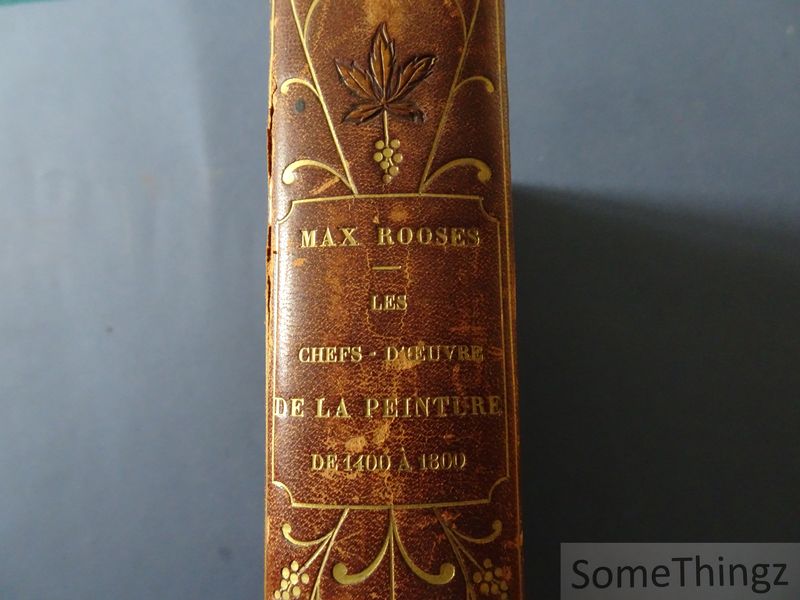 MAX ROOSES
LES
CHEFS-D'ŒUVRE
DE LA PEINTURE
DE 1400 À 1800
SomeThingz